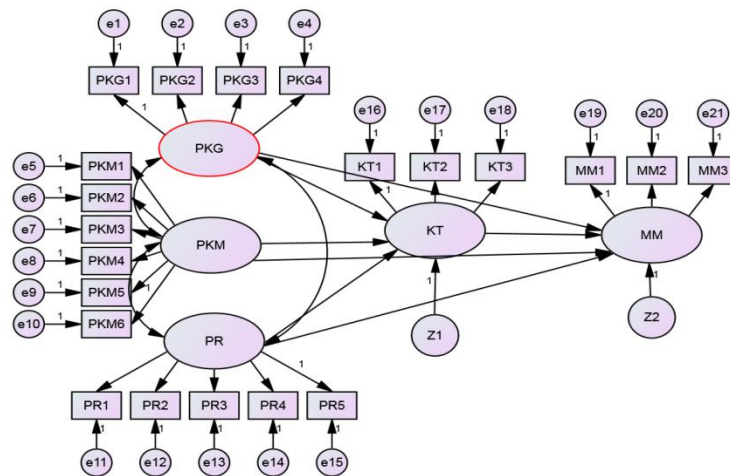 e1 e2 e3 e4
1 1 1 1
PKG1 PKG2 PKG3 PKG4
1
e16 e17 e18
1 1 1
e19 e20 e21
1 1 1
PKG
e5 1 PKM1
KT1 KT2 KT3
MM1 MM2 MM3
e6 1 PKM2
1
1
e7 1 PKM3
KT
MM
e8 1 PKM4
PKM
e9 1 PKM5
1
1
e10 1 PKM6
Z1
Z2
PR
1
PR1 PR2 PR3 PR4 PR5
1 1 1 1 1
e11 e12 e13 e14 e15